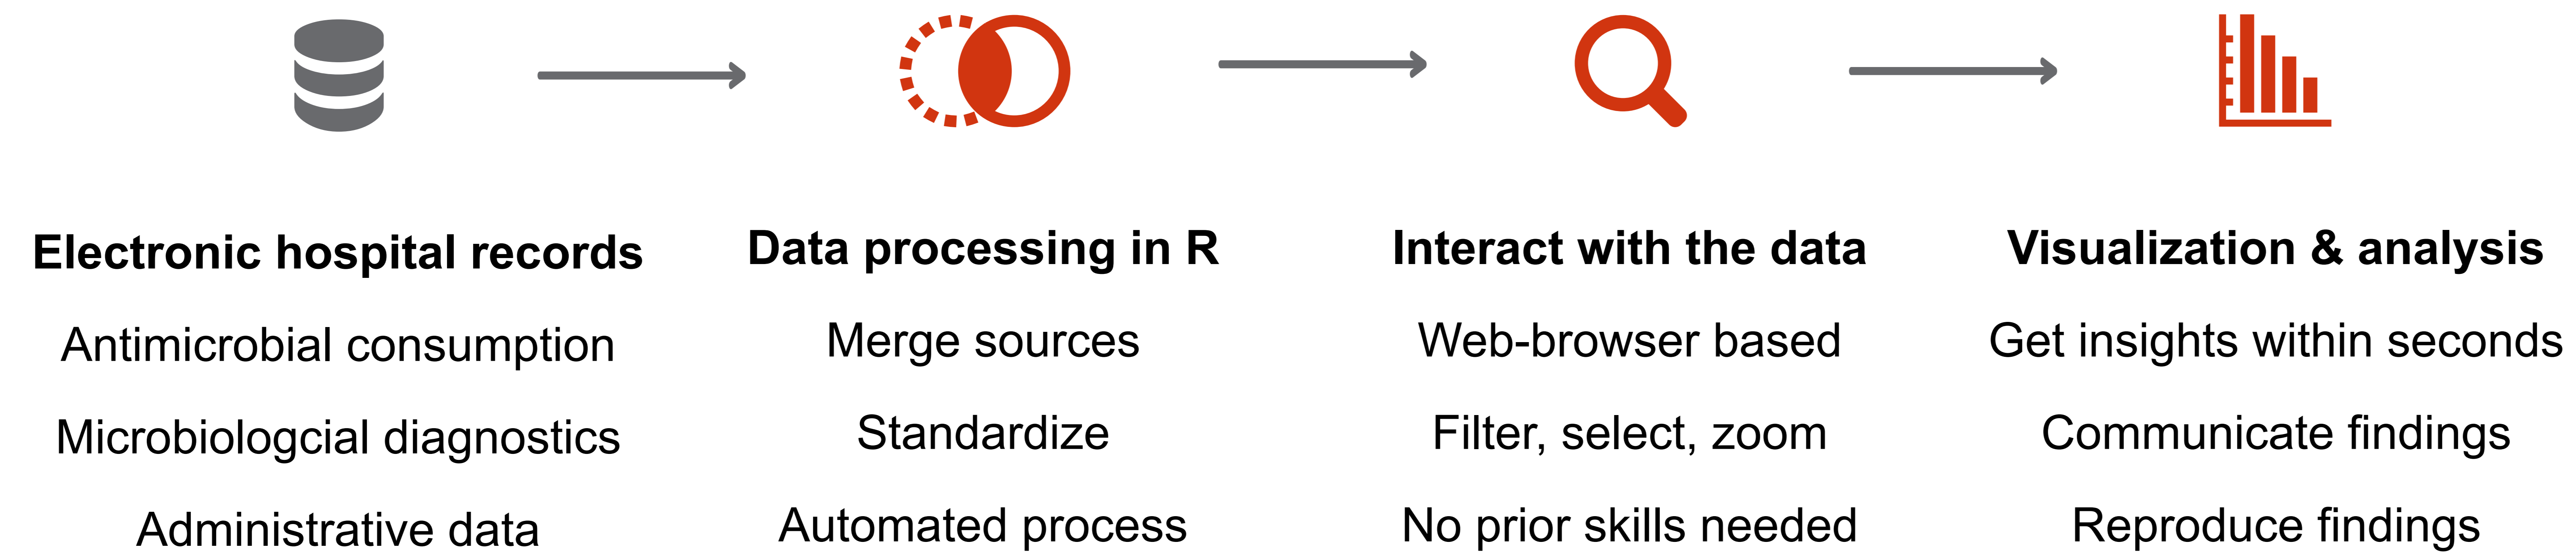 Electronic hospital records
Antimicrobial consumption
Microbiologcial diagnostics
Administrative data
Data processing in R
Merge sources
Standardize
Automated process
Interact with the data
Web-browser based
Filter, select, zoom
No prior skills needed
Visualization & analysis
Get insights within seconds
Communicate findings
Reproduce findings